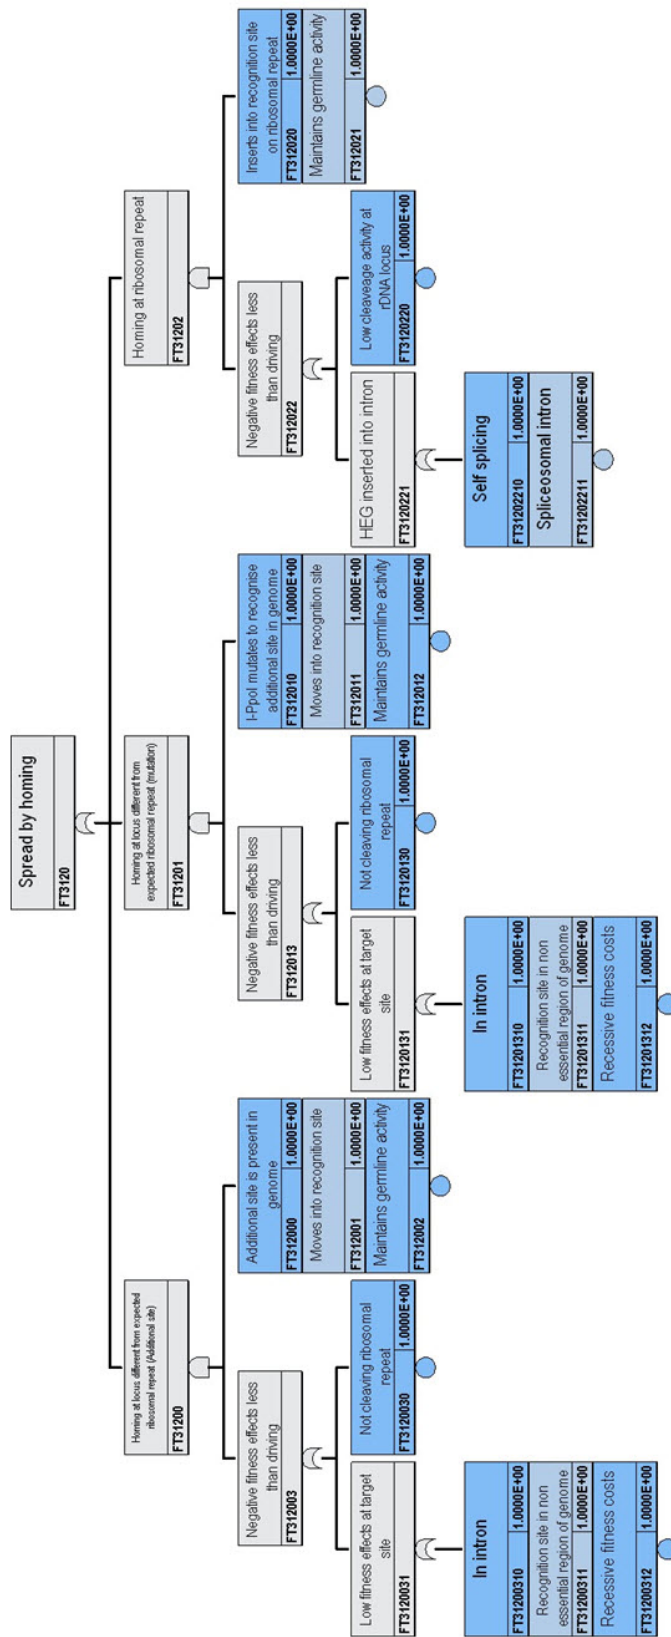 Spread by homing
FT3120
Homing at locus different from expected
ribosomal repeat (Additional site)
FT31200
Homing at locus different from
expected ribosomal repeat (mutation)
FT31201
Homing at ribosomal repeat
FT31202
Negative fitness effects less
than driving
FT312003
Additional site is present in
genome
FT312000 1.0000E+00
Moves into recognition site
FT312001 1.0000E+00
Maintains germline activity
FT312002 1.0000E+00
Negative fitness effects less
than driving
FT312013
I-PpoI mutates to recognise
additional site in genome
FT312010 1.0000E+00
Moves into recognition site
FT312011 1.0000E+00
Maintains germline activity
FT312012 1.0000E+00
Negative fitness effects less
than driving
FT312022
Inserts into recognition site
on ribosomal repeat
FT312020 1.0000E+00
Maintains germline activity
FT312021 1.0000E+00
Low fitness effects at target
site
FT3120031
Not cleaving ribosomal
repeat
FT3120030 1.0000E+00
Low fitness effects at target
site
FT3120131
Not cleaving ribosomal
repeat
FT3120130 1.0000E+00
HEG inserted into intron
FT3120221
Low cleaveage activity at
rDNA locus
FT3120220 1.0000E+00
In intron
FT31200310 1.0000E+00
Recognition site in non
essential region of genome
FT31200311 1.0000E+00
Recessive fitness costs
FT31200312 1.0000E+00
In intron
FT31201310 1.0000E+00
Recognition site in non
essential region of genome
FT31201311 1.0000E+00
Recessive fitness costs
FT31201312 1.0000E+00
Self splicing
FT31202210 1.0000E+00
Spliceosomal intron
FT31202211 1.0000E+00